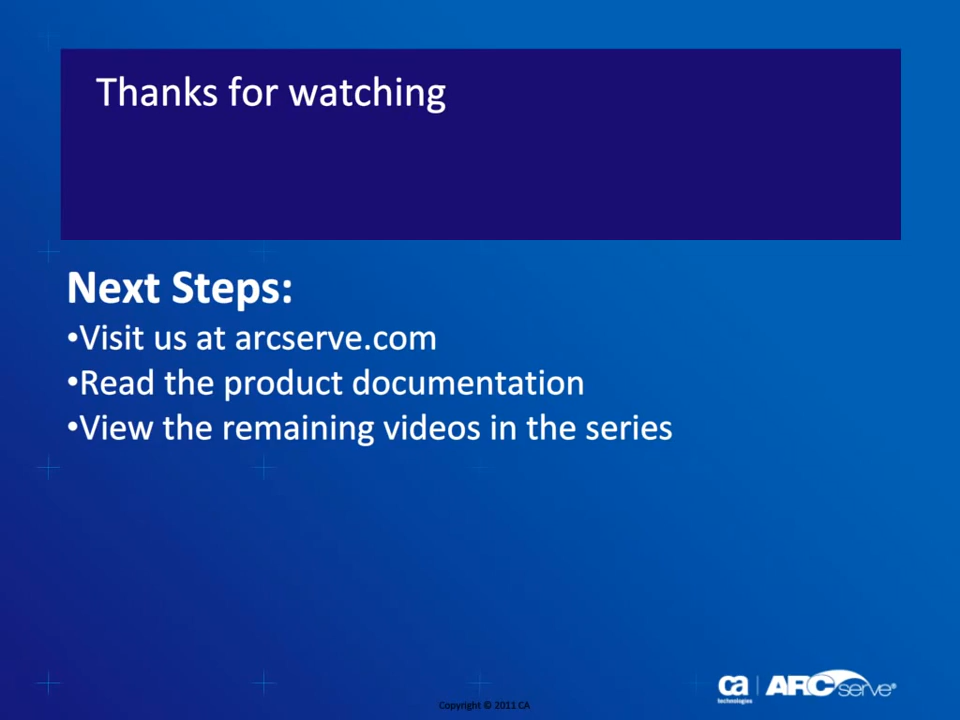 Thanks for watching
Next Steps:
•Visit us at arcserve.com
•Read the product documentation
•View the remaining videos in the series
ca technologies | ARCserve®
Copyright © 2011 CA